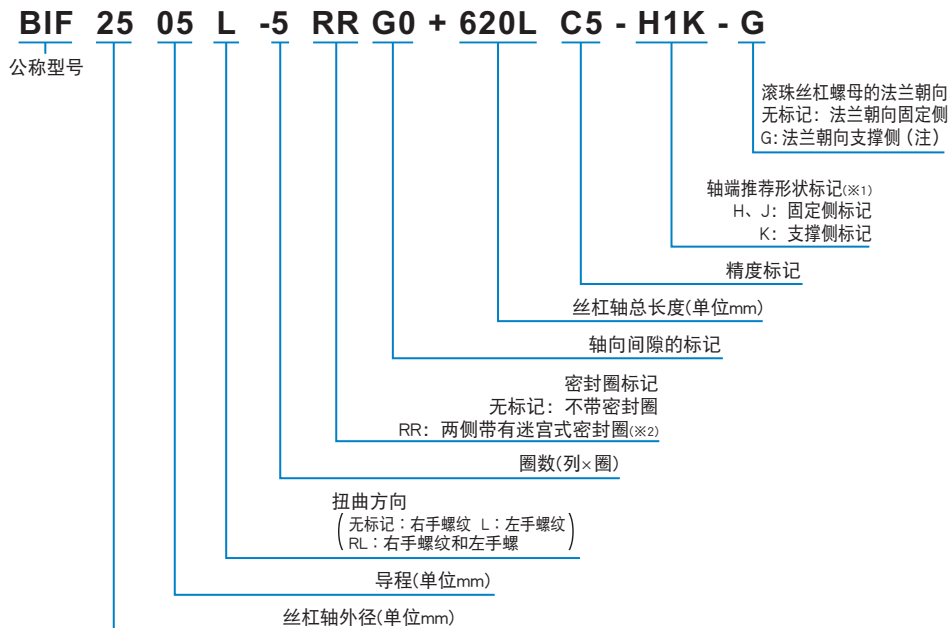 BIF 25 05 L -5 RR G0 + 620L C5 - H1K - G
公称型号
滚珠丝杠螺母的法兰朝向
无标记：法兰朝向固定侧
G：法兰朝向支撑侧（注）
轴端推荐形状标记(※1)
H、J：固定侧标记
K：支撑侧标记
精度标记
丝杠轴总长度(单位mm)
轴向间隙的标记
密封圈标记
无标记：不带密封圈
RR：两侧带有迷宫式密封圈(※2)
圈数(列×圈)
扭曲方向
无标记：右手螺纹 L：左手螺纹
RL：右手螺纹和左手螺
导程(单位mm)
丝杠轴外径(单位mm)